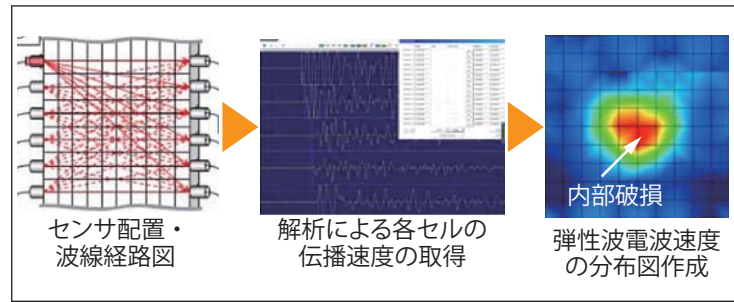 内部破損
センサ配置・
波線経路図
解析による各セルの
伝播速度の取得
弾性波電波速度
の分布図作成